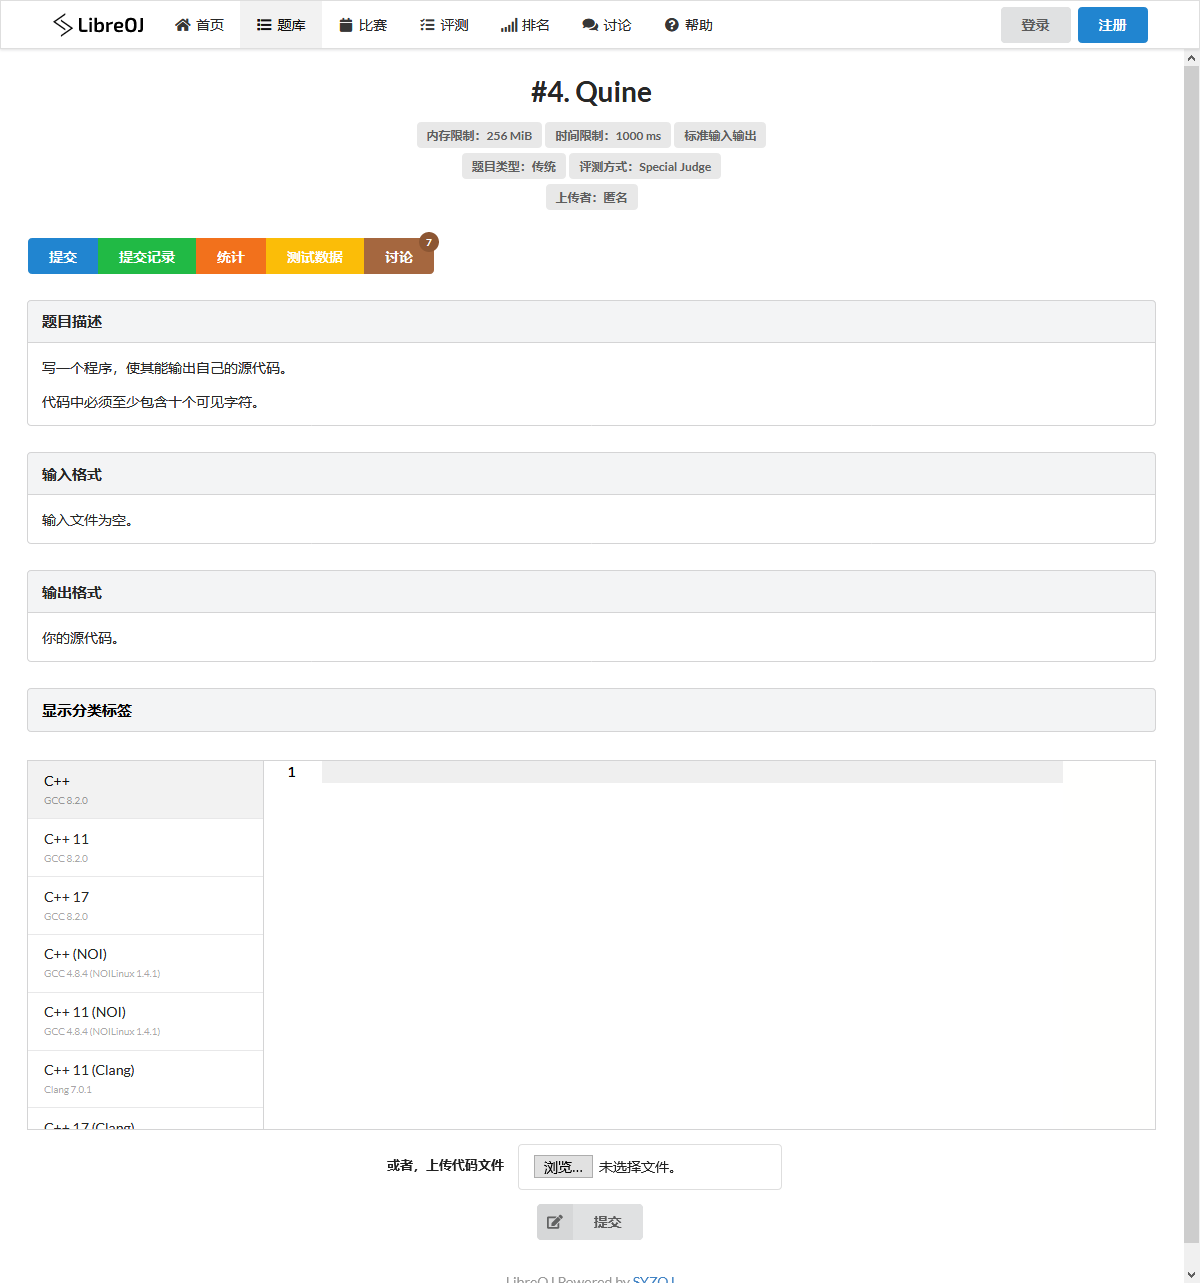 LibreOJ 首页 题库 比赛 评测 排名 讨论 帮助 登录 注册
#4. Quine
内存限制：256 MiB 时间限制：1000 ms 标准输入输出
题目类型：传统 评测方式：Special Judge
上传者：匿名
7
提交 提交记录 统计 测试数据 讨论
题目描述
写一个程序，使其能输出自己的源代码。
代码中必须至少包含十个可见字符。
输入格式
输入文件为空。
输出格式
你的源代码。
显示分类标签
C++
GCC 8.2.0
C++ 11
GCC 8.2.0
C++ 17
GCC 8.2.0
C++ (NOI)
GCC 4.8.4 (NOILinux 1.4.1)
C++ 11 (NOI)
GCC 4.8.4 (NOILinux 1.4.1)
C++ 11 (Clang)
Clang 7.0.1
C++ 17 (Clang)
1
或者，上传代码文件 浏览... 未选择文件。
提交
LibreOJ Powered by SYZOJ